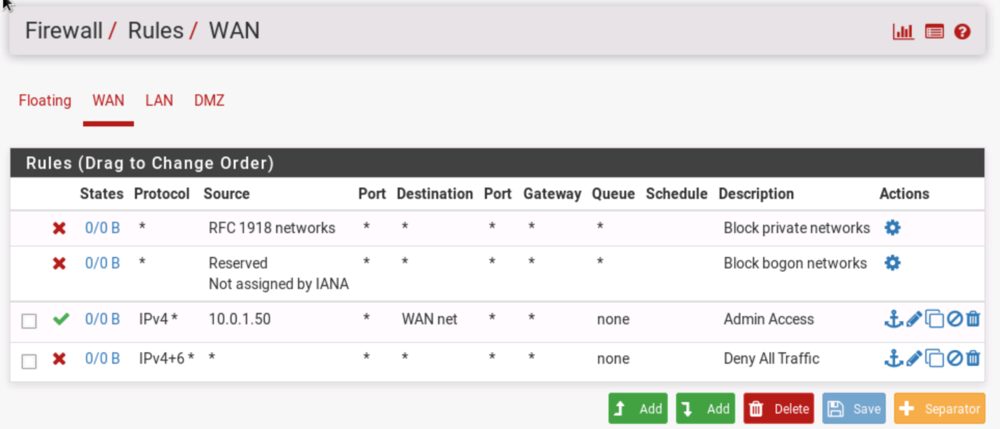 Firewall / Rules / WAN
Floating WAN LAN DMZ
Rules (Drag to Change Order)
States Protocol Source Port Destination Port Gateway Queue Schedule Description Actions
0/0 B * RFC 1918 networks * * * * * Block private networks
0/0 B * Reserved * * * * * Block bogon networks
Not assigned by IANA
0/0 B IPv4 * 10.0.1.50 * WAN net * * none Admin Access
0/0 B IPv4+6 * * * * * * none Deny All Traffic
Add Add Delete Save Separator